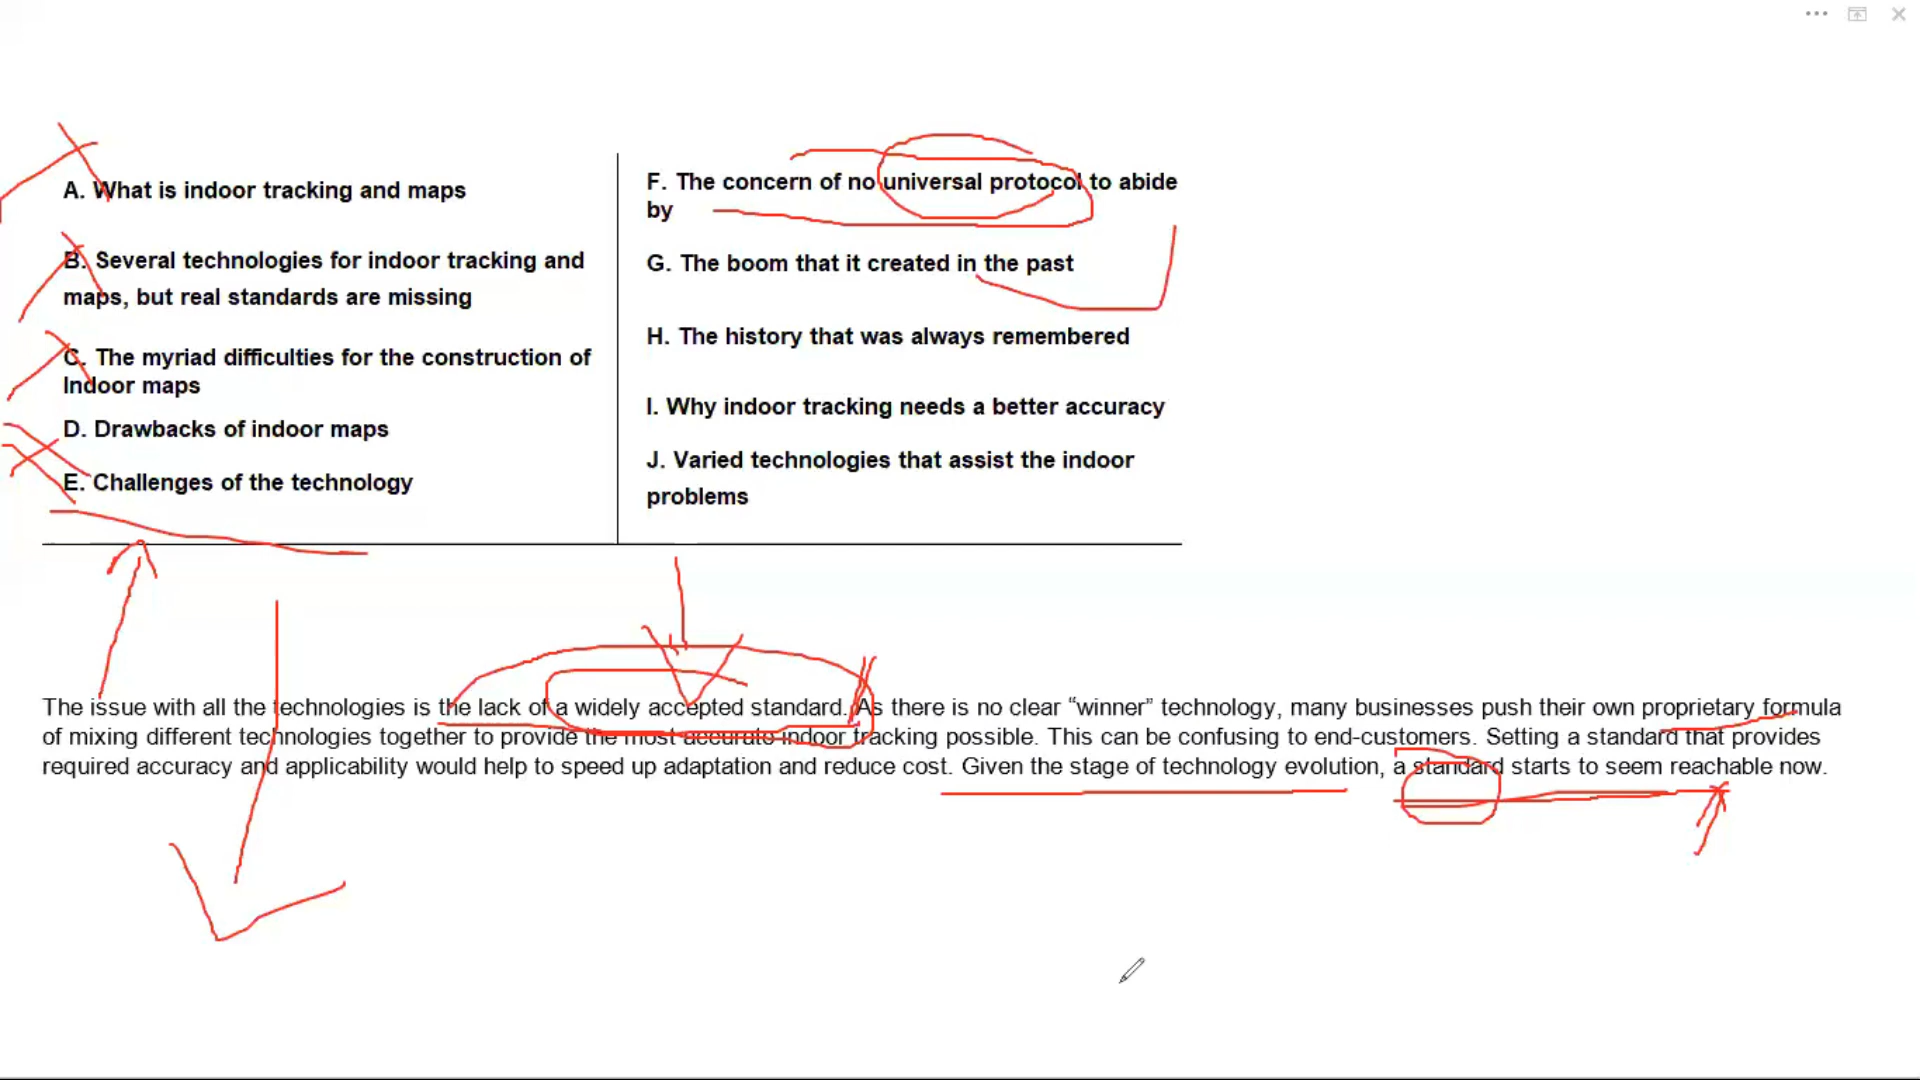 A. What is indoor tracking and maps
B. Several technologies for indoor tracking and
maps, but real standards are missing
C. The myriad difficulties for the construction of
Indoor maps
D. Drawbacks of indoor maps
E. Challenges of the technology
F. The concern of no universal protocol to abide
by
G. The boom that it created in the past
H. The history that was always remembered
I. Why indoor tracking needs a better accuracy
J. Varied technologies that assist the indoor
problems
The issue with all the technologies is the lack of a widely accepted standard. As there is no clear “winner” technology, many businesses push their own proprietary formula
of mixing different technologies together to provide the most accurate indoor tracking possible. This can be confusing to end-customers. Setting a standard that provides
required accuracy and applicability would help to speed up adaptation and reduce cost. Given the stage of technology evolution, a standard starts to seem reachable now.